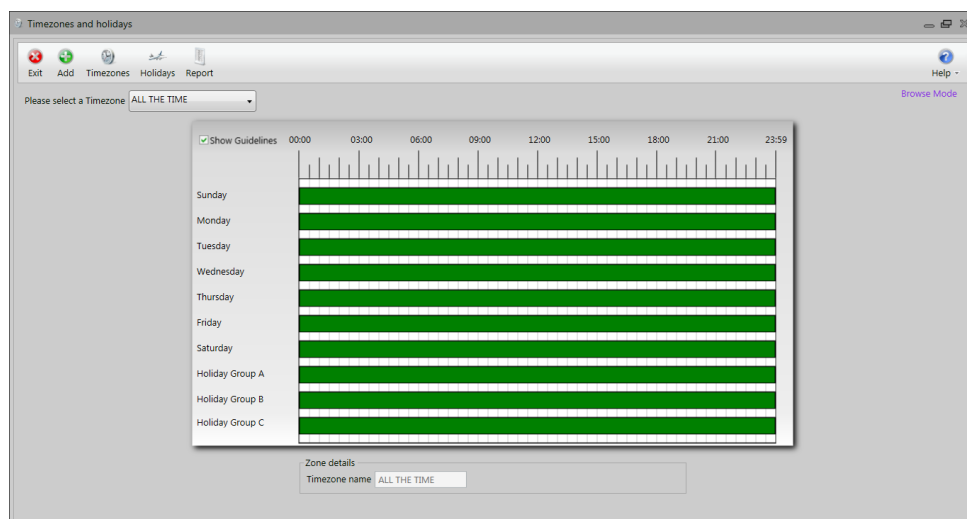 Timezones and holidays
Exit Add Timezones Holidays Report
Help
Please select a Timezone ALL THE TIME
Browse Mode
Show Guidelines 00:00 03:00 06:00 09:00 12:00 15:00 18:00 21:00 23:59
Sunday
Monday
Tuesday
Wednesday
Thursday
Friday
Saturday
Holiday Group A
Holiday Group B
Holiday Group C
Zone details
Timezone name ALL THE TIME